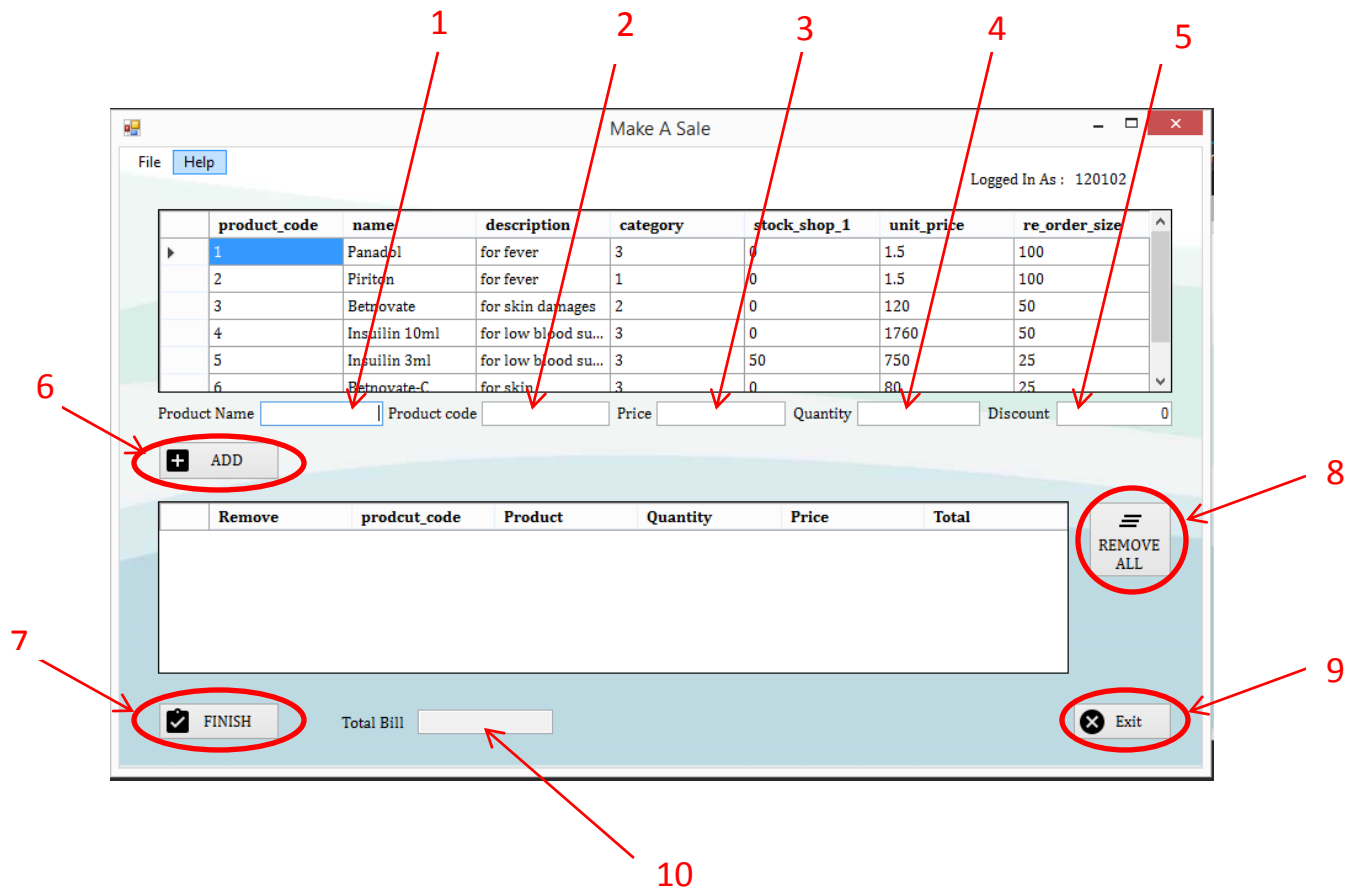 1 2 3 4 5
Make A Sale
File Help
Logged In As : 120102
product_code name description category stock_shop_1 unit_price re_order_size
1 Panadol for fever 3 0 1.5 100
2 Piriton for fever 1 0 1.5 100
3 Betnovate for skin damages 2 0 120 50
4 Insuilin 10ml for low blood su... 3 0 1760 50
5 Insuilin 3ml for low blood su... 3 50 750 25
6 Betnovate-C for skin 3 0 80 25
6
Product Name Product code Price Quantity Discount 0
ADD
8
Remove prodcut_code Product Quantity Price Total
REMOVE
ALL
7
9
FINISH Total Bill Exit
10